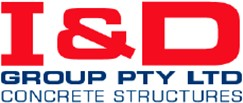 I & D
GROUP PTY LTD
CONCRETE STRUCTURES